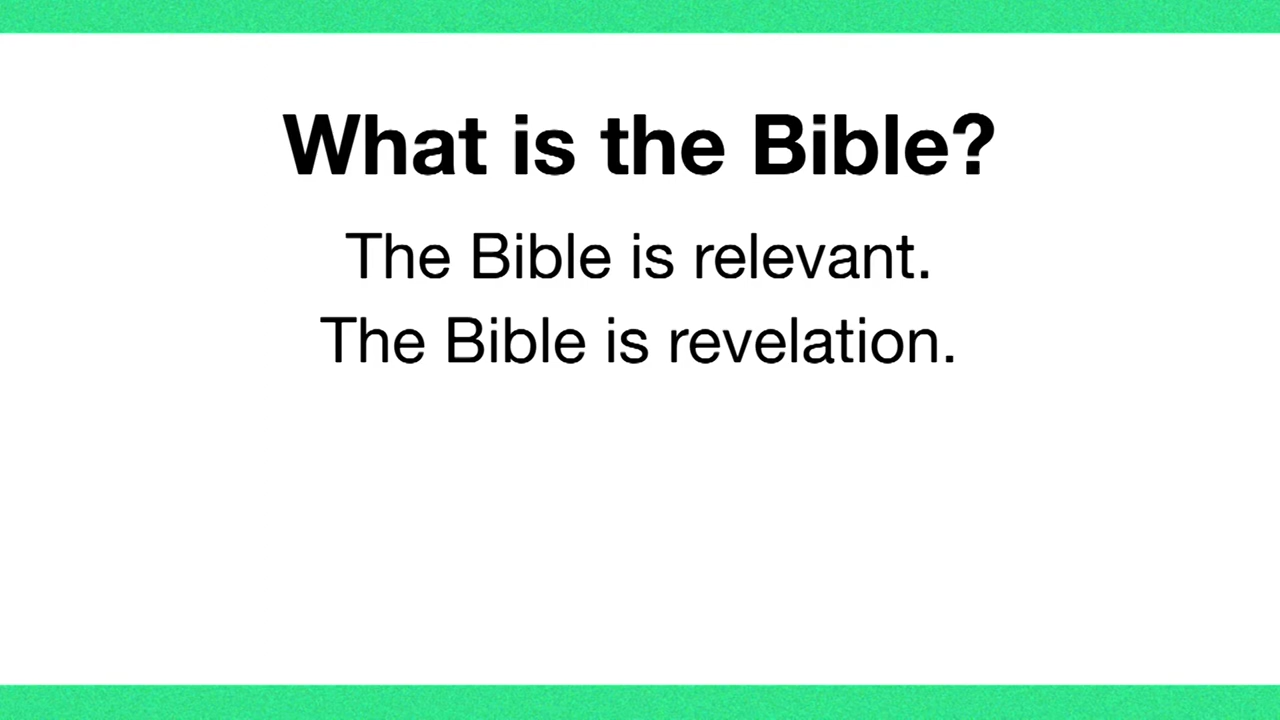 What is the Bible?
The Bible is relevant.
The Bible is revelation.